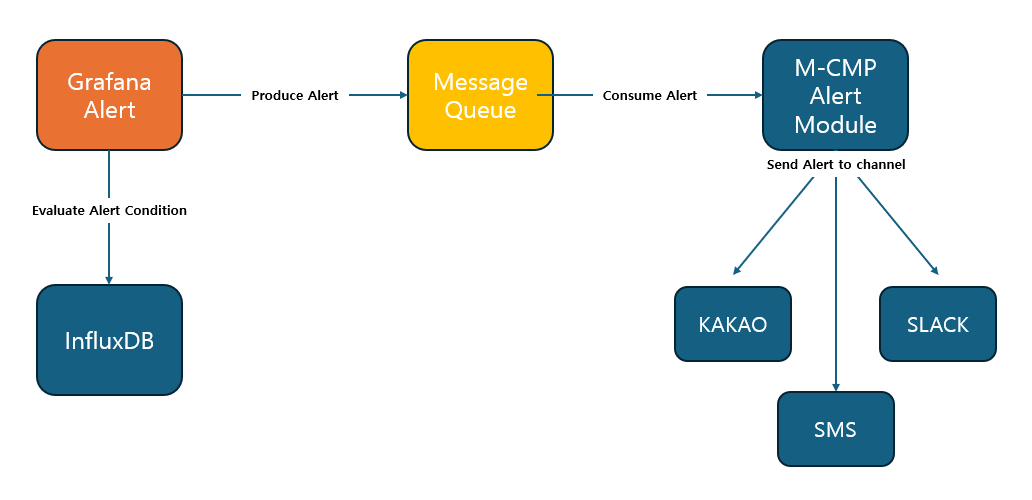 Grafana
Alert
Produce Alert
Message
Queue
Consume Alert
M-CMP
Alert
Module
Send Alert to channel
Evaluate Alert Condition
InfluxDB
KAKAO
SLACK
SMS